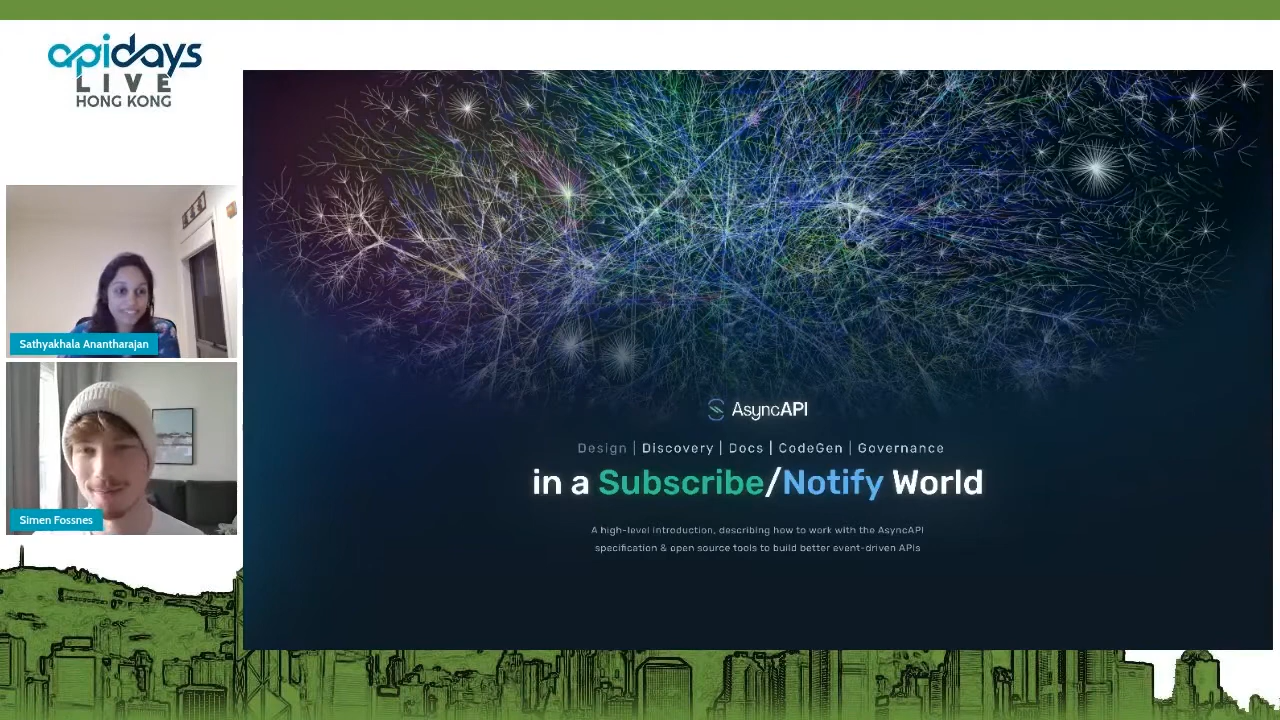 apidays
LIVE
HONG KONG
Sathyakhala Anantharajan
Simen Fossnes
AsyncAPI
Design | Discovery | Docs | CodeGen | Governance
in a Subscribe/Notify World
A high-level introduction, describing how to work with the AsyncAPI
specification & open source tools to build better event-driven APIs